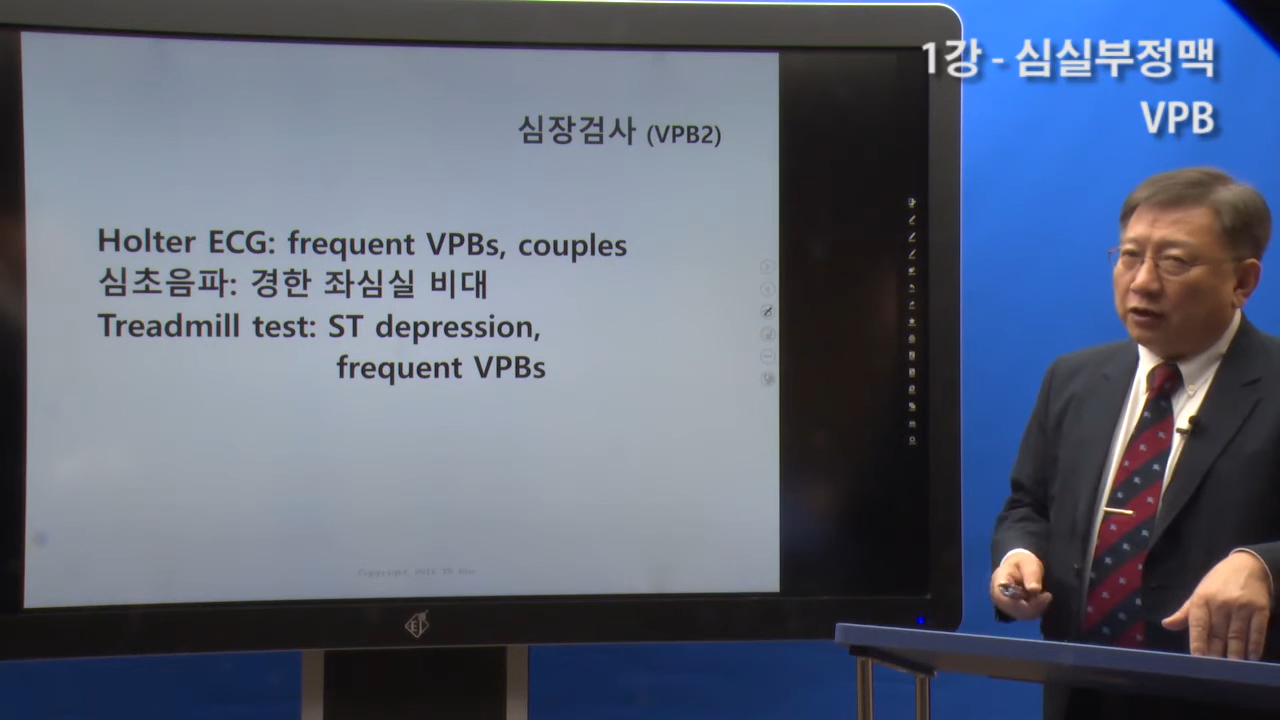 1강 - 심실부정맥
VPB
심장검사 (VPB2)
Holter ECG: frequent VPBs, couples
심초음파: 경한 좌심실 비대
Treadmill test: ST depression,
frequent VPBs